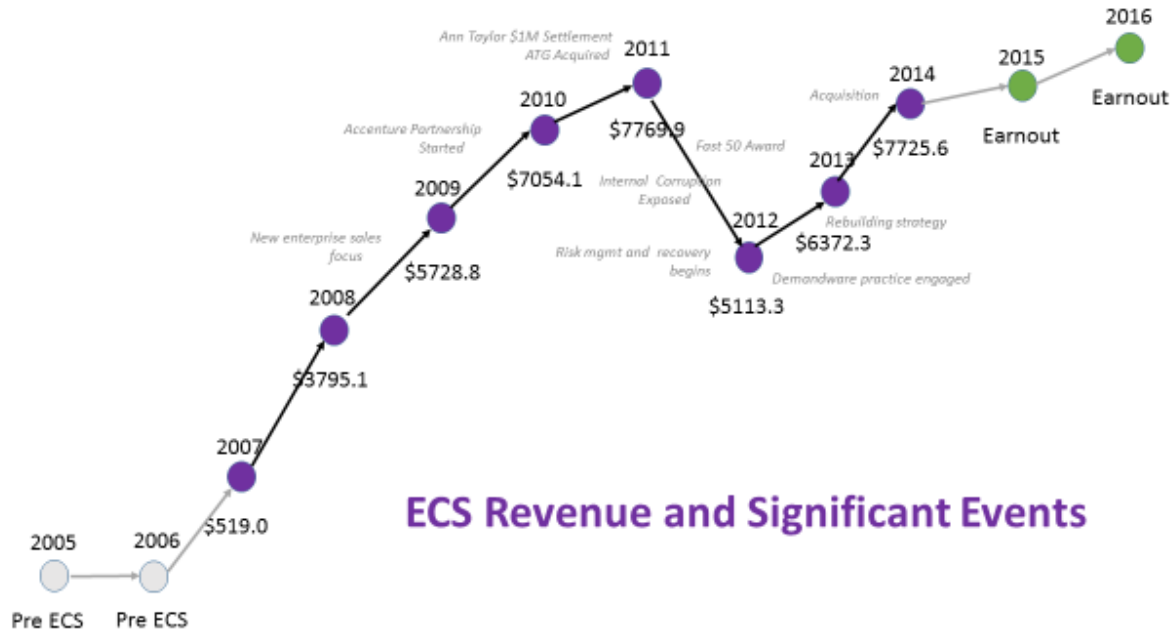 2005
Pre ECS
2006
Pre ECS
2007
$519.0
2008
$3795.1
New enterprise sales
focus
2009
$5728.8
Accenture Partnership
Started
2010
$7054.1
Ann Taylor $1M Settlement
ATG Acquired
2011
$7769.9
Fast 50 Award
Internal Corruption
Exposed
Risk mgmt and recovery
begins
2012
$5113.3
Demandware practice engaged
2013
$6372.3
Rebuilding strategy
Acquisition
2014
$7725.6
2015
Earnout
2016
Earnout
ECS Revenue and Significant Events